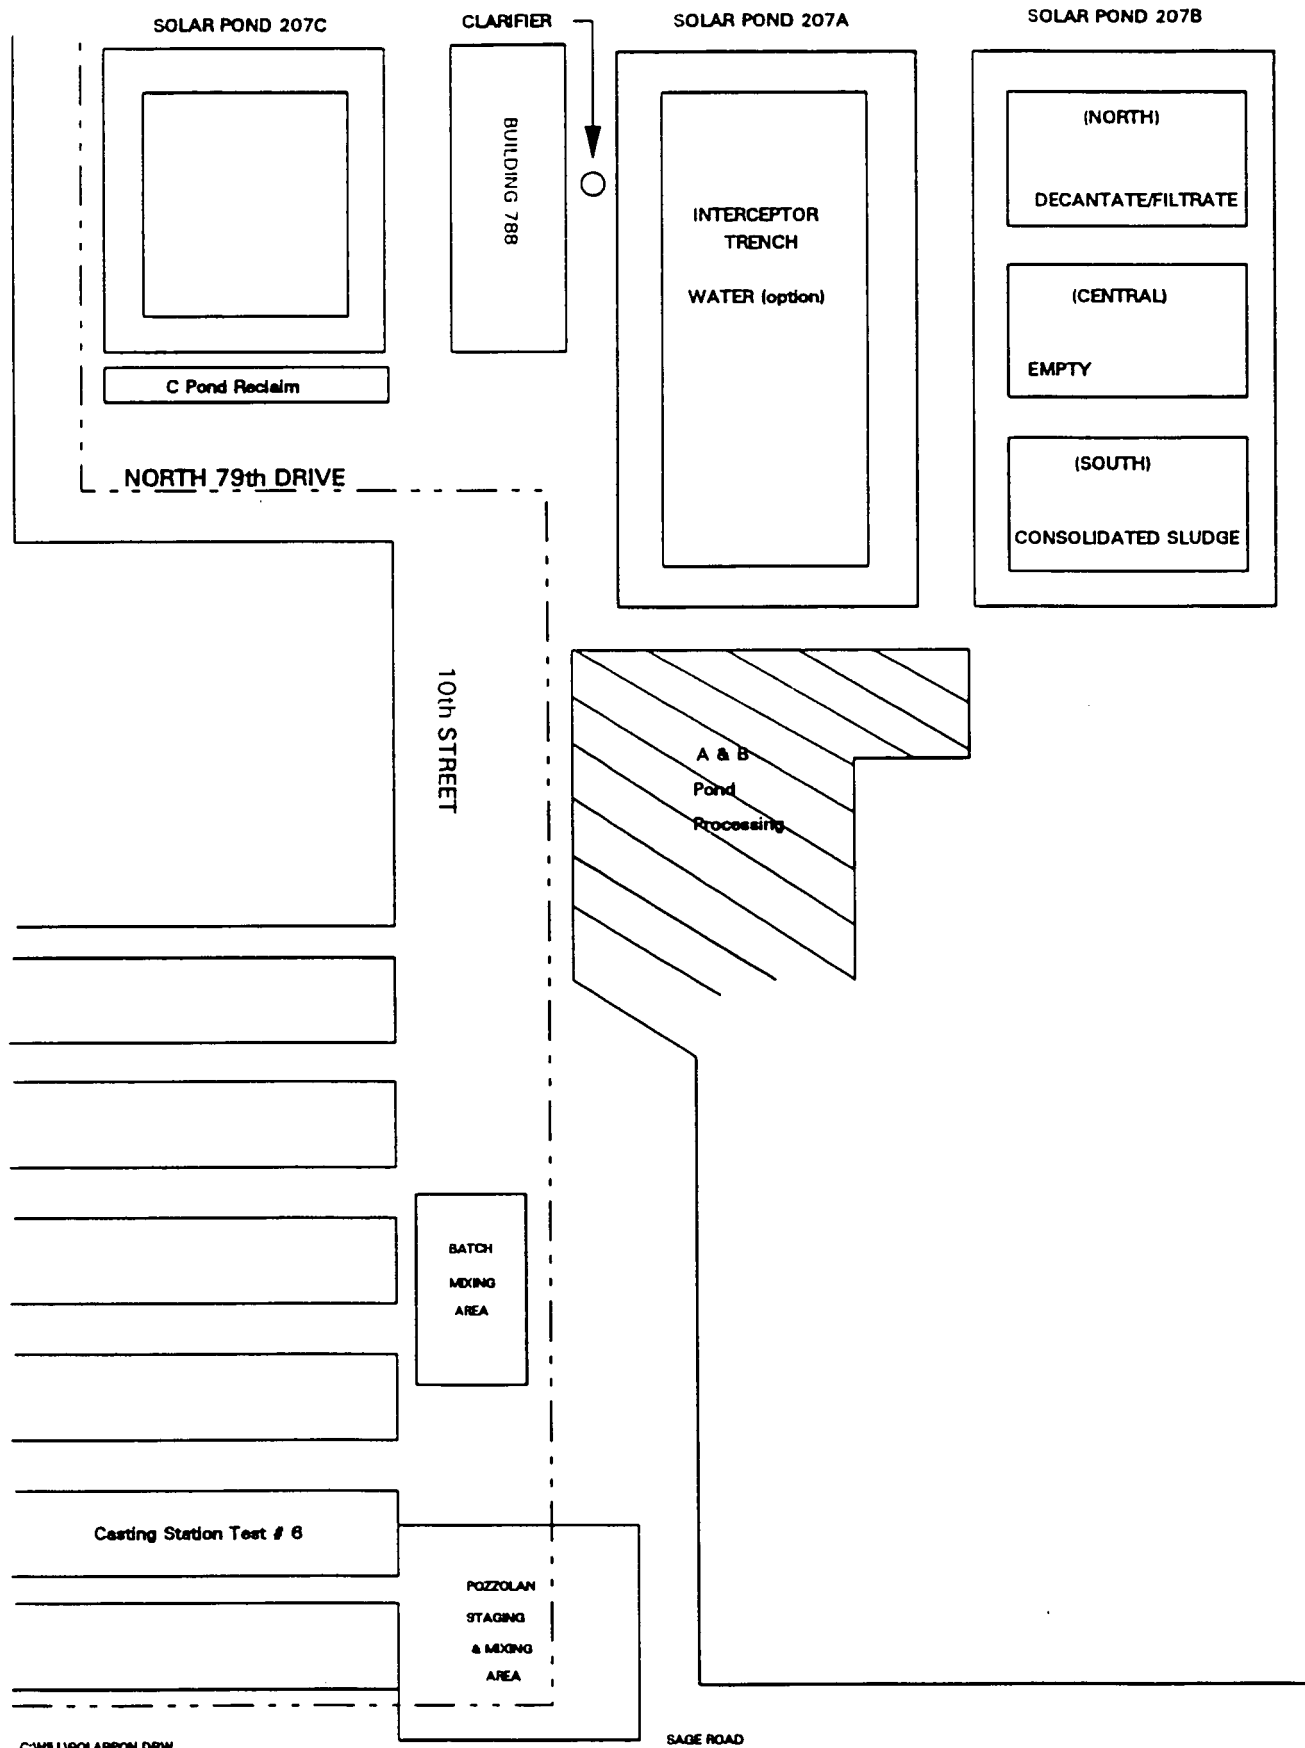 SOLAR POND 207C
CLARIFIER
SOLAR POND 207A
SOLAR POND 207B
BUILDING 788
INTERCEPTOR
TRENCH
WATER (option)
(NORTH)
DECANTATE/FILTRATE
(CENTRAL)
EMPTY
(SOUTH)
CONSOLIDATED SLUDGE
C Pond Reclaim
NORTH 79th DRIVE
10th STREET
A & B
Pond
Processing
BATCH
MIXING
AREA
Casting Station Test # 6
POZZOLAN
STAGING
& MIXING
AREA
SAGE ROAD